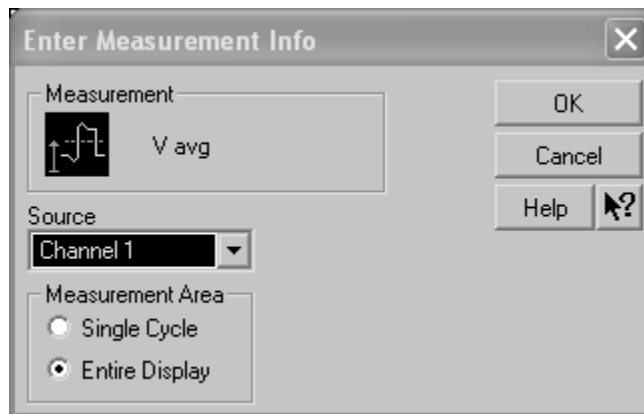 Enter Measurement Info
Measurement
V avg
OK
Cancel
Help
?
Source
Channel 1
Measurement Area
Single Cycle
Entire Display